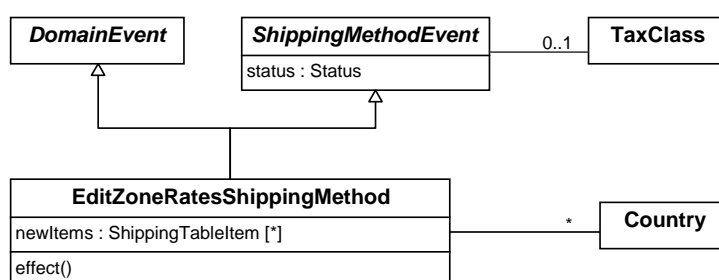 DomainEvent
ShippingMethodEvent
status : Status
0..1
TaxClass
EditZoneRatesShippingMethod
newItems : ShippingTableItem [*]
effect()
*
Country